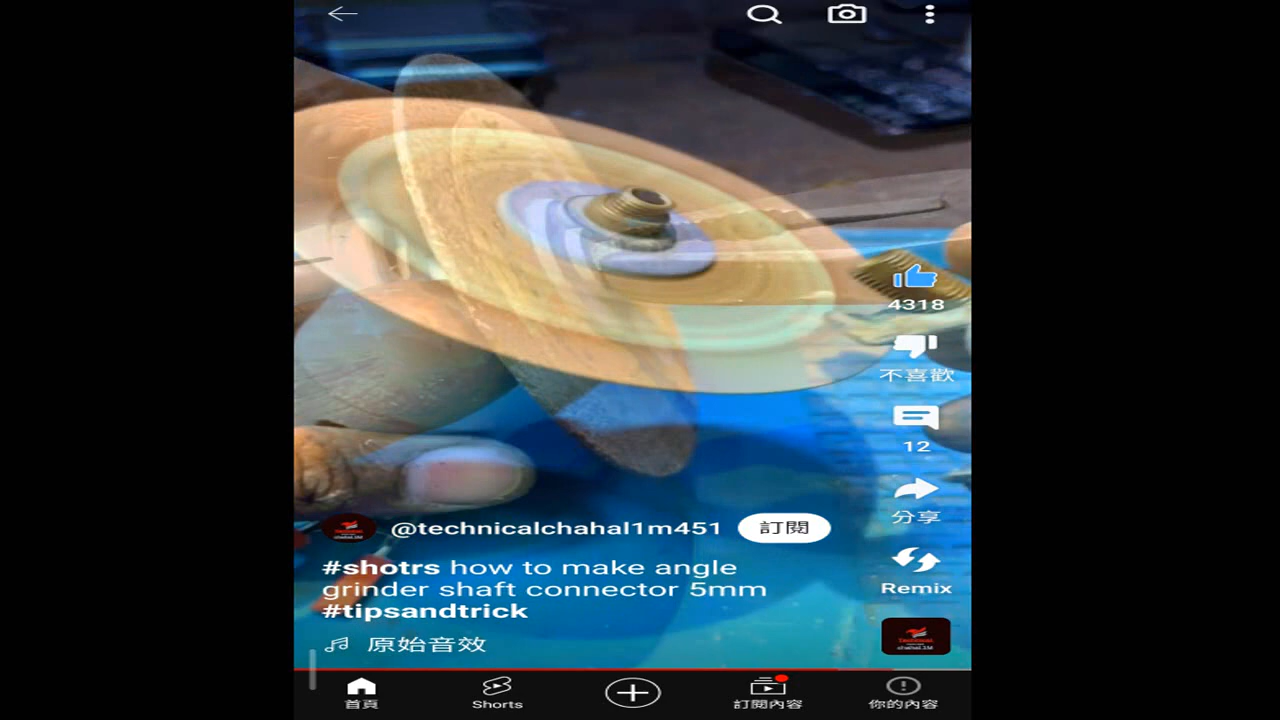 4318
不喜歡
12
分享
Remix
@technicalchahal1m451 訂閱
#shotrs how to make angle
grinder shaft connector 5mm
#tipsandtrick
原始音效
首頁
Shorts
訂閱內容
你的內容